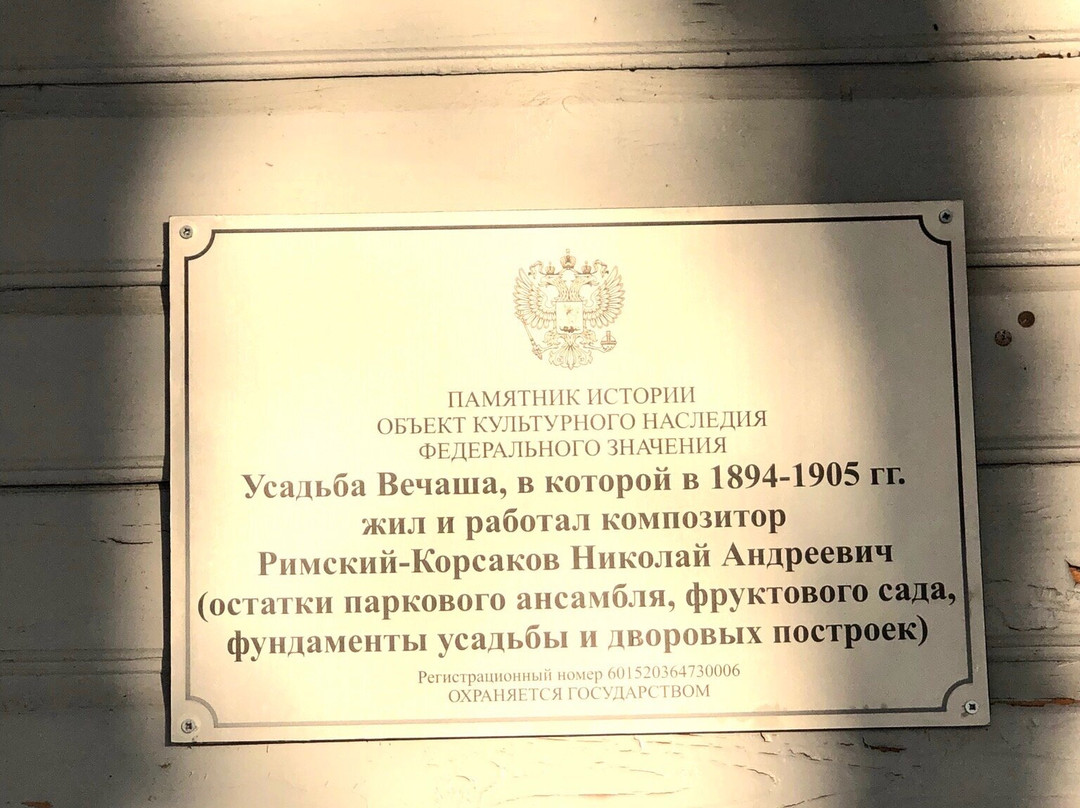 ПАМЯТНИК ИСТОРИИ
ОБЪЕКТ КУЛЬТУРНОГО НАСЛЕДИЯ
ФЕДЕРАЛЬНОГО ЗНАЧЕНИЯ
Усадьба Вечаша, в которой в 1894-1905 гг.
жил и работал композитор
Римский-Корсаков Николай Андреевич
(остатки паркового ансамбля, фруктового сада,
фундаменты усадьбы и дворовых построек)
Регистрационный номер 601520364730006
ОХРАНЯЕТСЯ ГОСУДАРСТВОМ